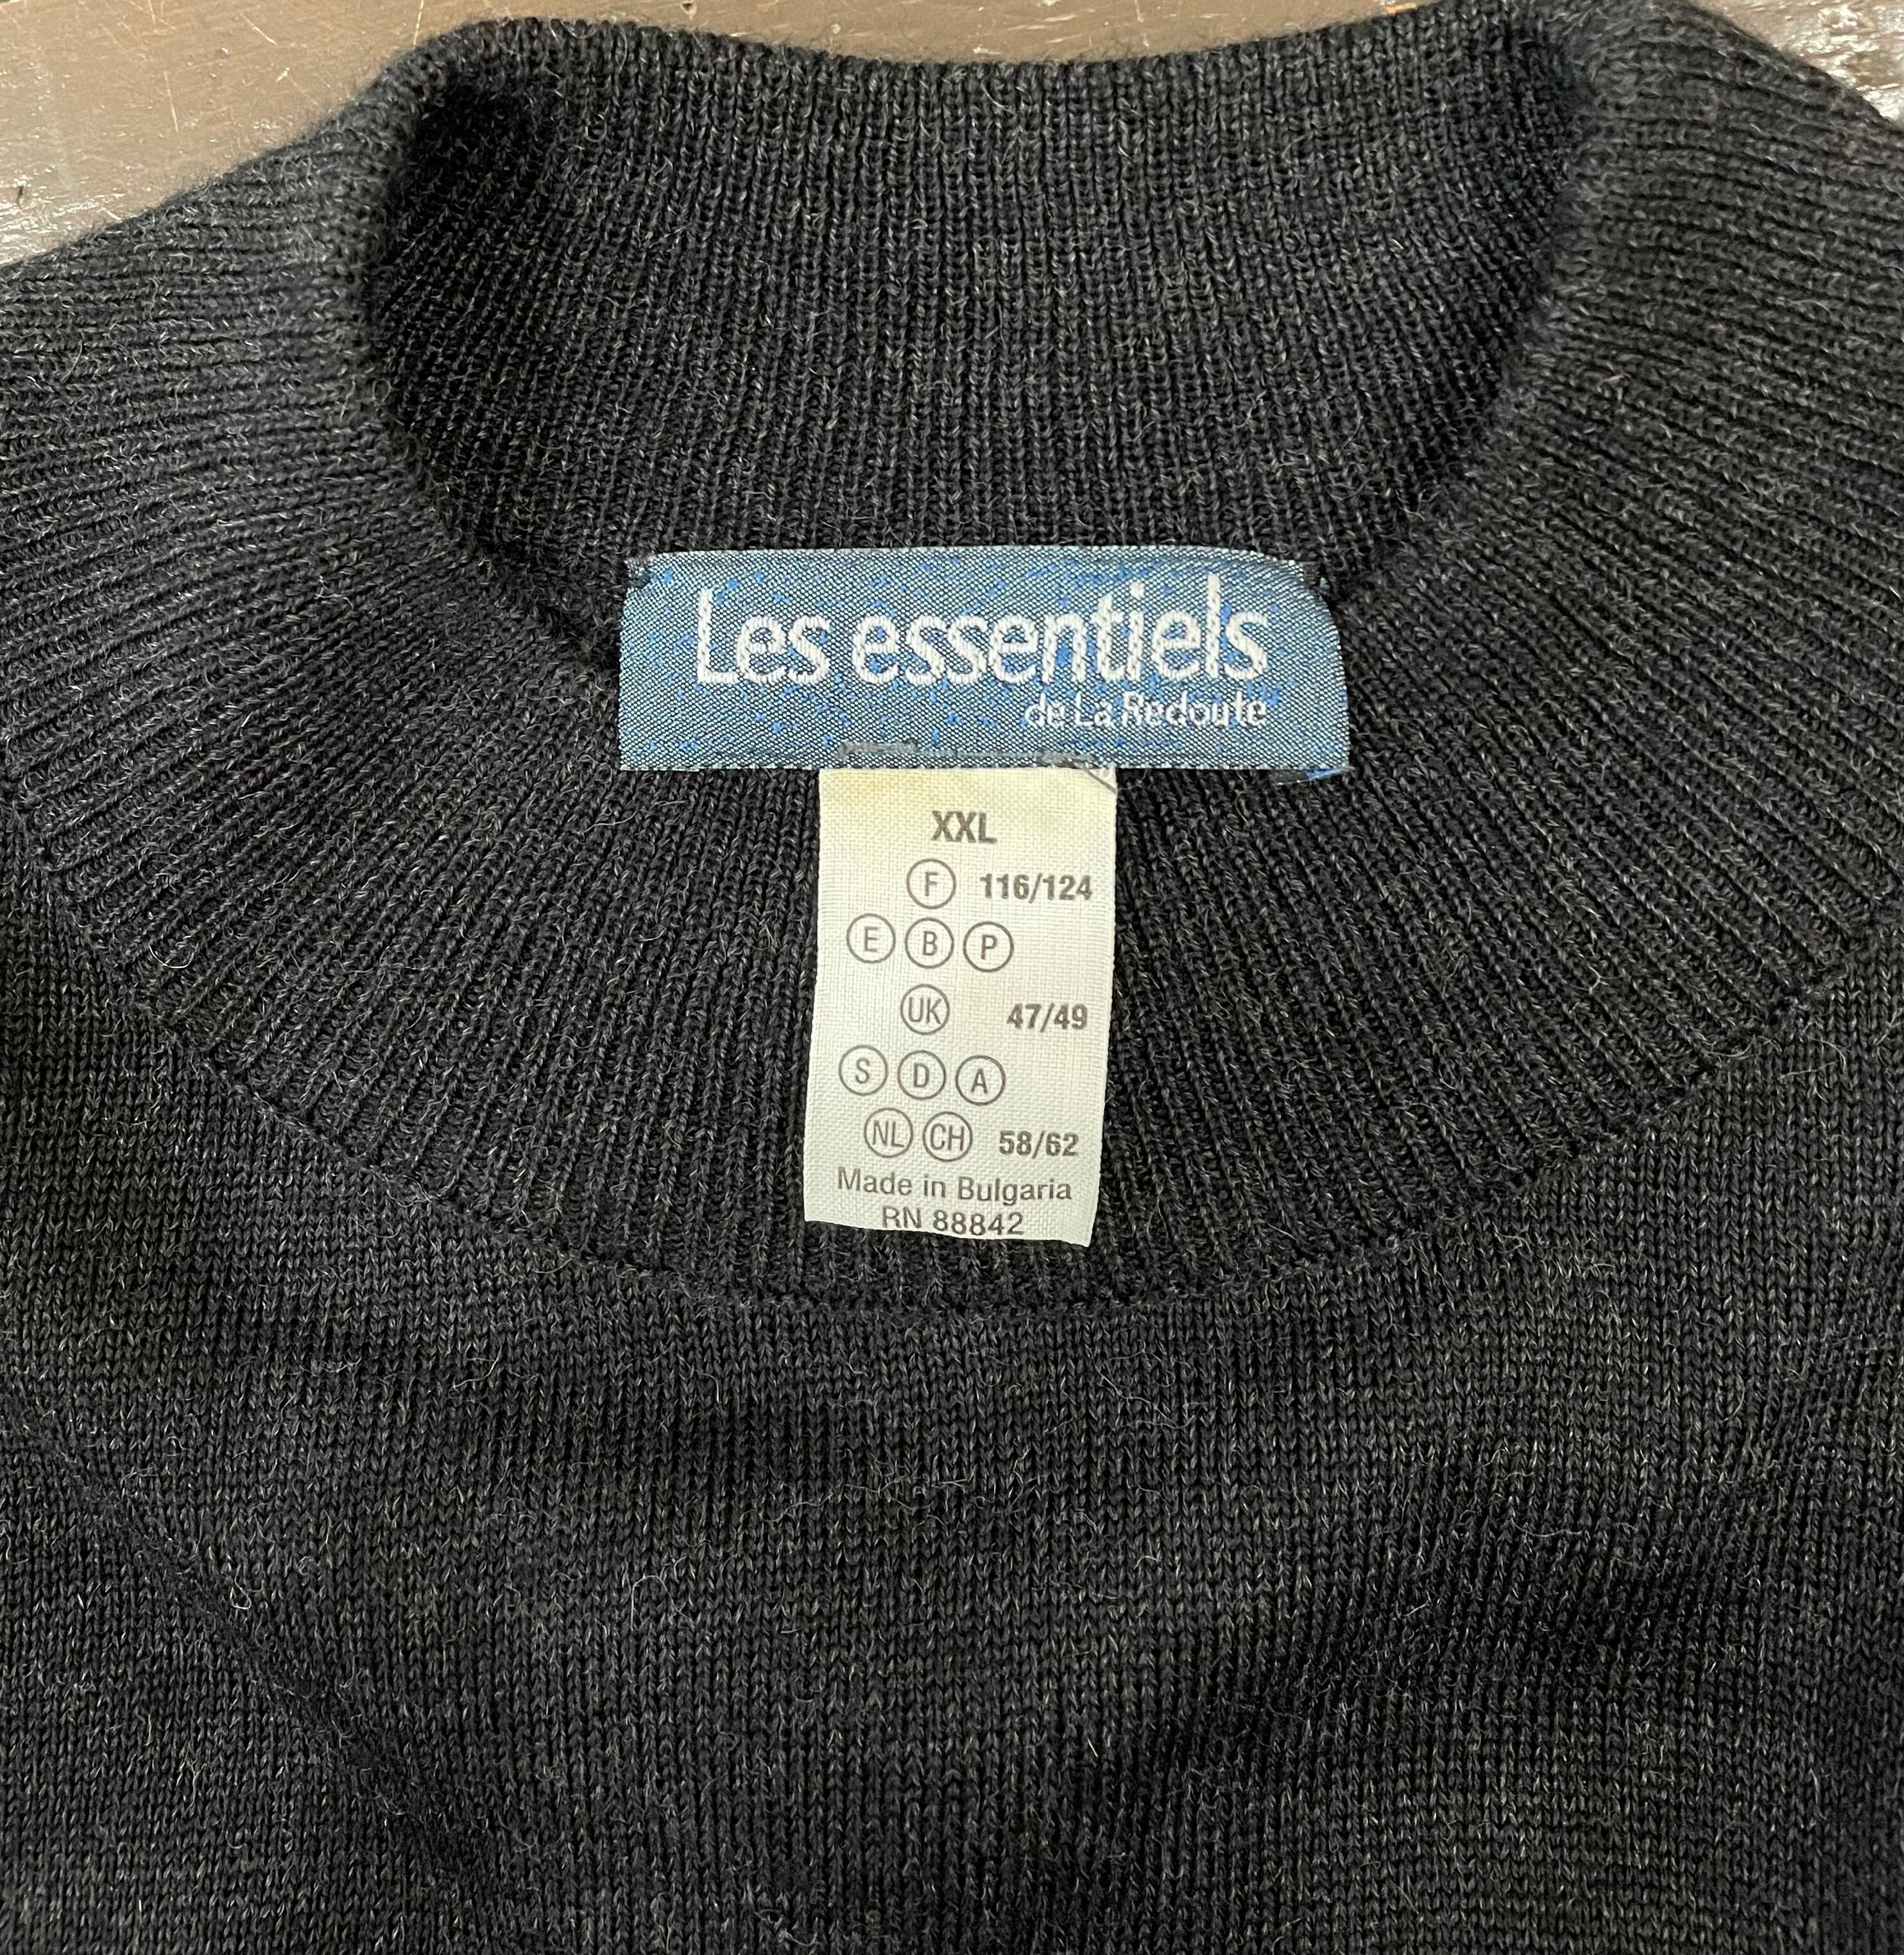 Les essentiels
de La Redoute
XXL
F 116/124
E B P
UK 47/49
S D A
NL CH 58/62
Made in Bulgaria
RN 88842